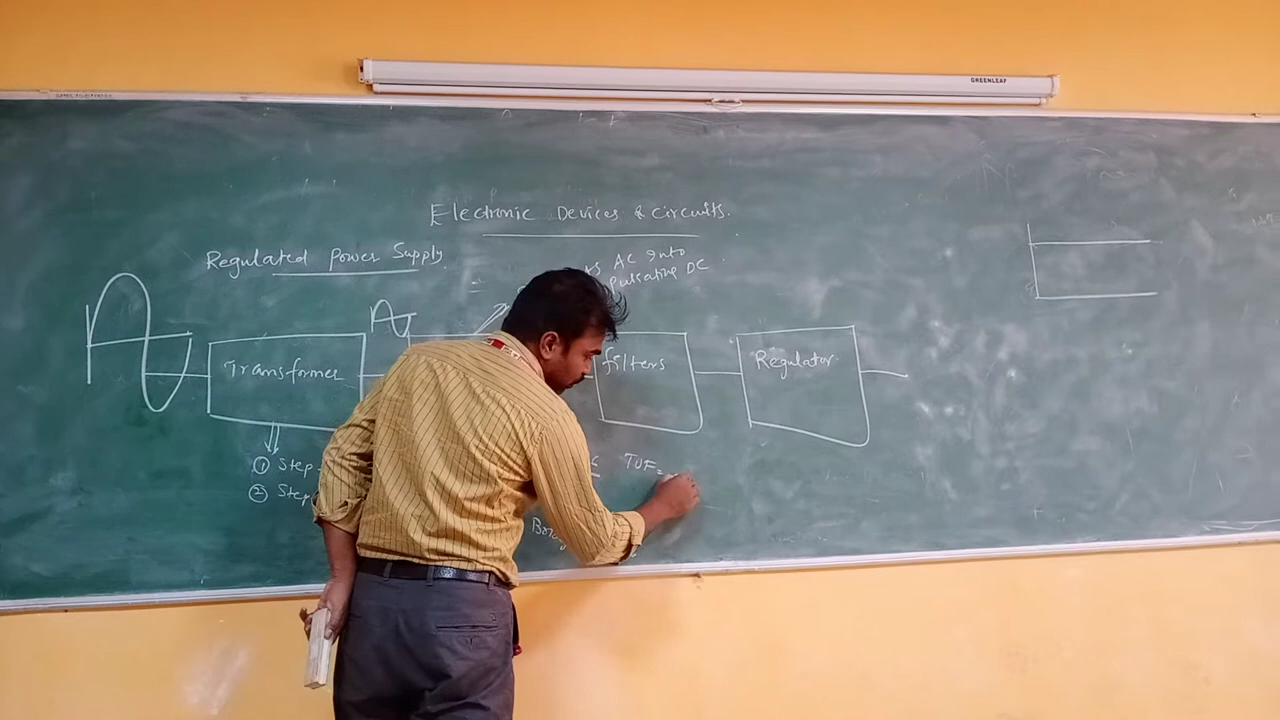 GREENLEAF
Electronic Devices & Circuits.
Regulated Power Supply
AC into
Pulsating DC
Transformer
filters
Regulator
① Step
② Step
TUF=